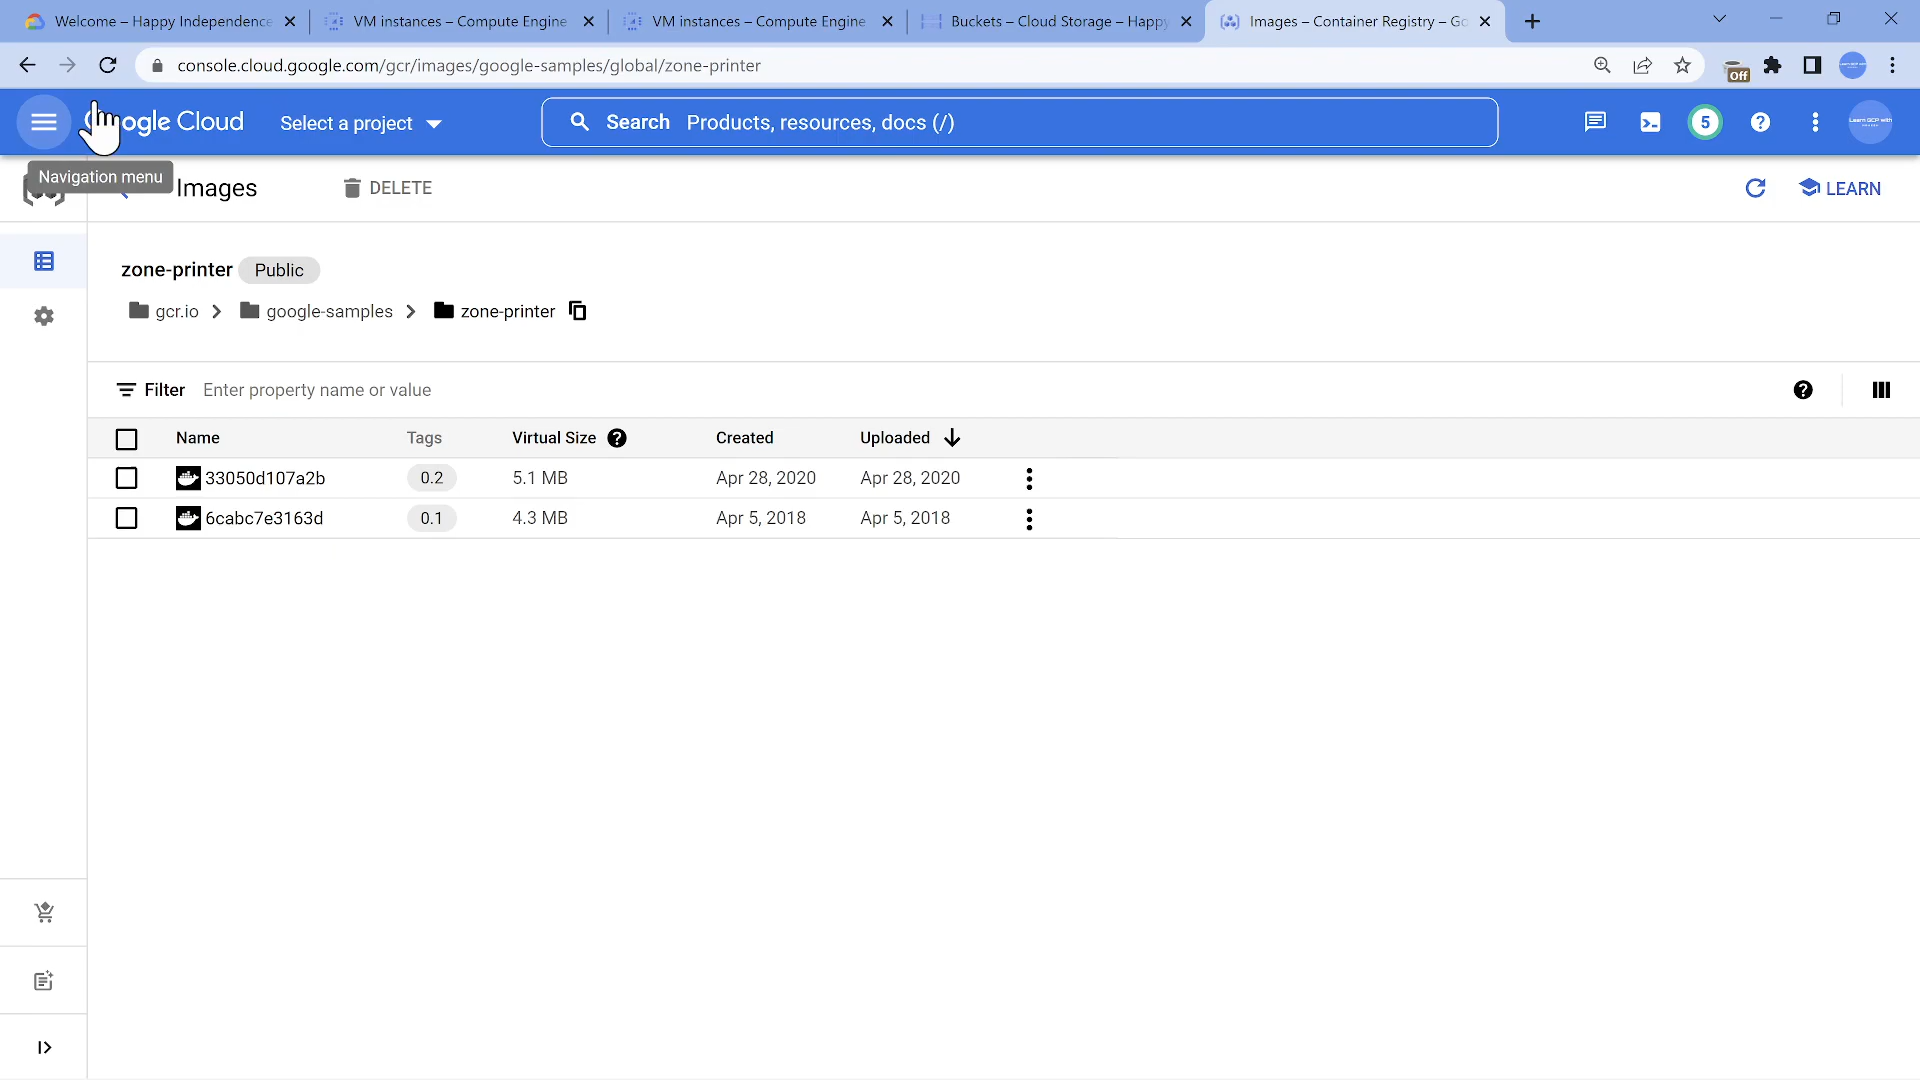 Welcome – Happy Independence
VM instances – Compute Engine
VM instances – Compute Engine
Buckets – Cloud Storage – Happy
Images – Container Registry – Go
console.cloud.google.com/gcr/images/google-samples/global/zone-printer
Off
ogle Cloud
Select a project
Search Products, resources, docs (/)
5
Navigation menu
Images
DELETE
LEARN
zone-printer Public
gcr.io
google-samples
zone-printer
Filter Enter property name or value
Name Tags Virtual Size Created Uploaded
33050d107a2b 0.2 5.1 MB Apr 28, 2020 Apr 28, 2020
6cabc7e3163d 0.1 4.3 MB Apr 5, 2018 Apr 5, 2018